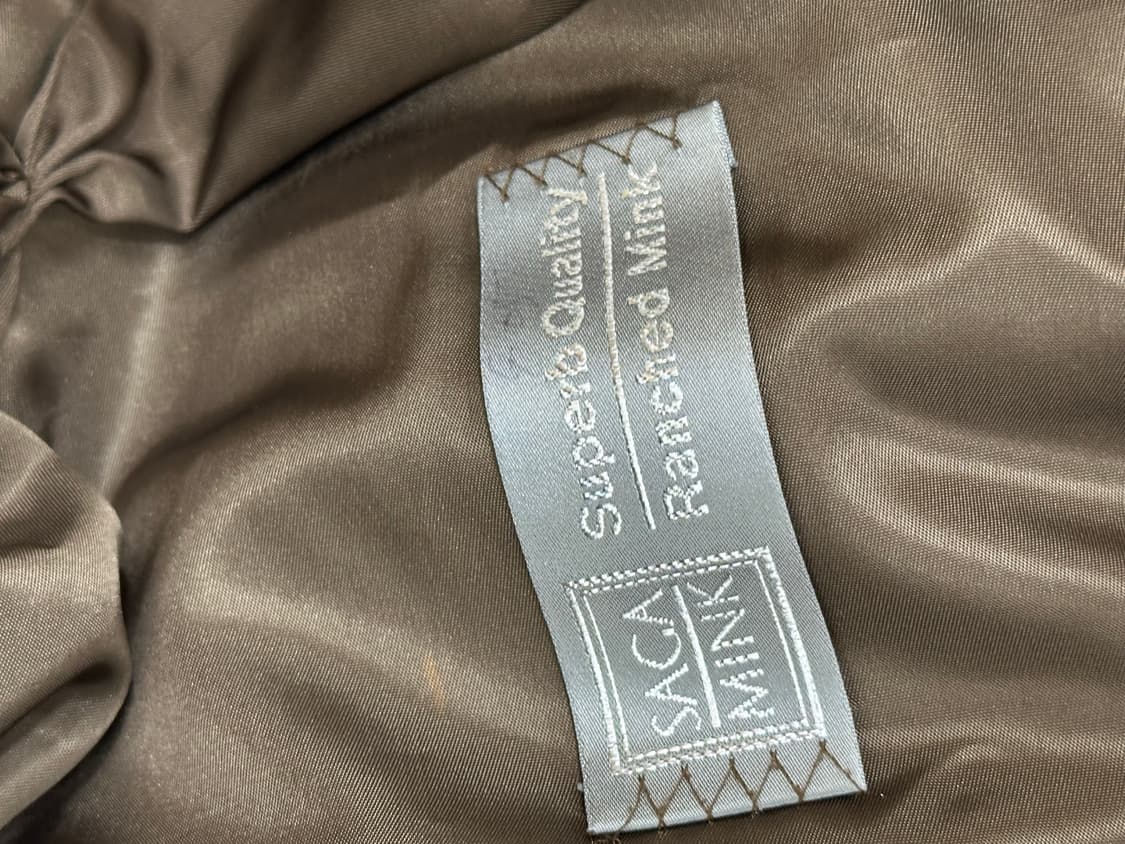 SAGA
MINK
Superb Quality
Ranched Mink